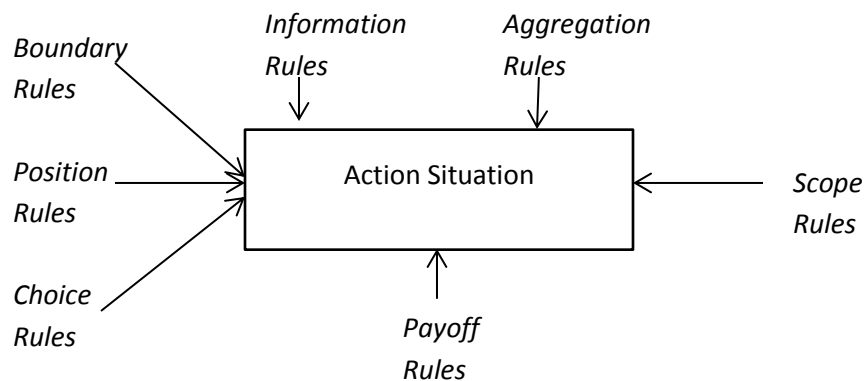 Information
Rules
Aggregation
Rules
Boundary
Rules
Position
Rules
Action Situation
Scope
Rules
Choice
Rules
Payoff
Rules